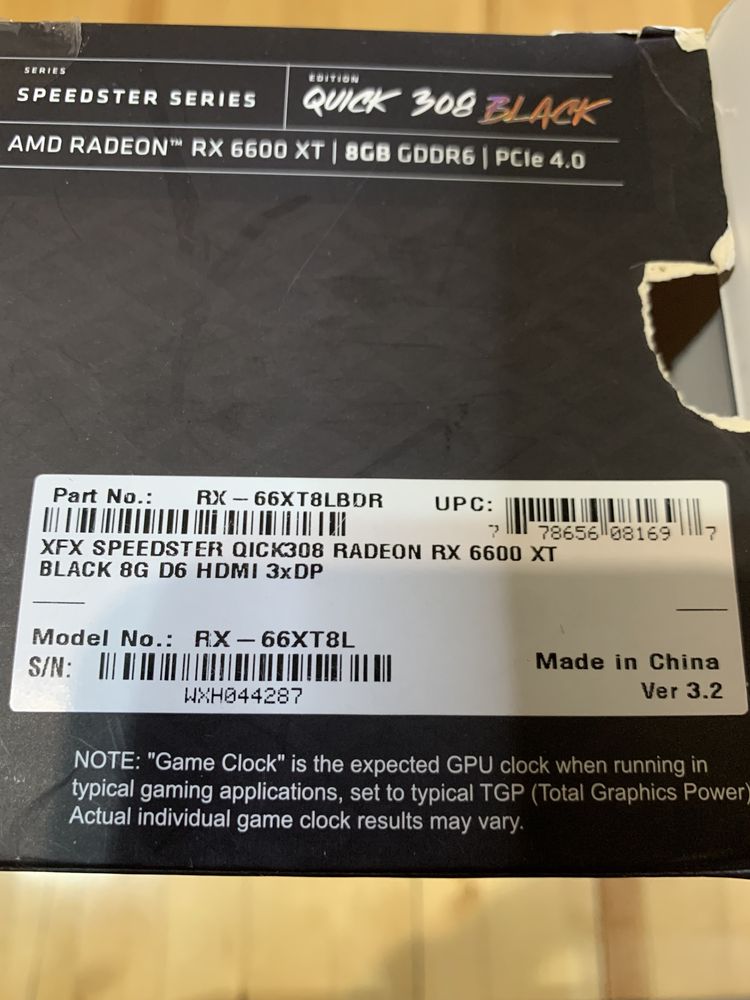 SERIES
SPEEDSTER SERIES
EDITION
QUICK 308 BLACK
AMD RADEON™ RX 6600 XT | 8GB GDDR6 | PCIe 4.0
Part No.: RX-66XT8LBDR
UPC:
7 78656 08169 7
XFX SPEEDSTER QICK308 RADEON RX 6600 XT
BLACK 8G D6 HDMI 3xDP
Model No.: RX-66XT8L
S/N:
WXH044287
Made in China
Ver 3.2
NOTE: "Game Clock" is the expected GPU clock when running in
typical gaming applications, set to typical TGP (Total Graphics Power)
Actual individual game clock results may vary.